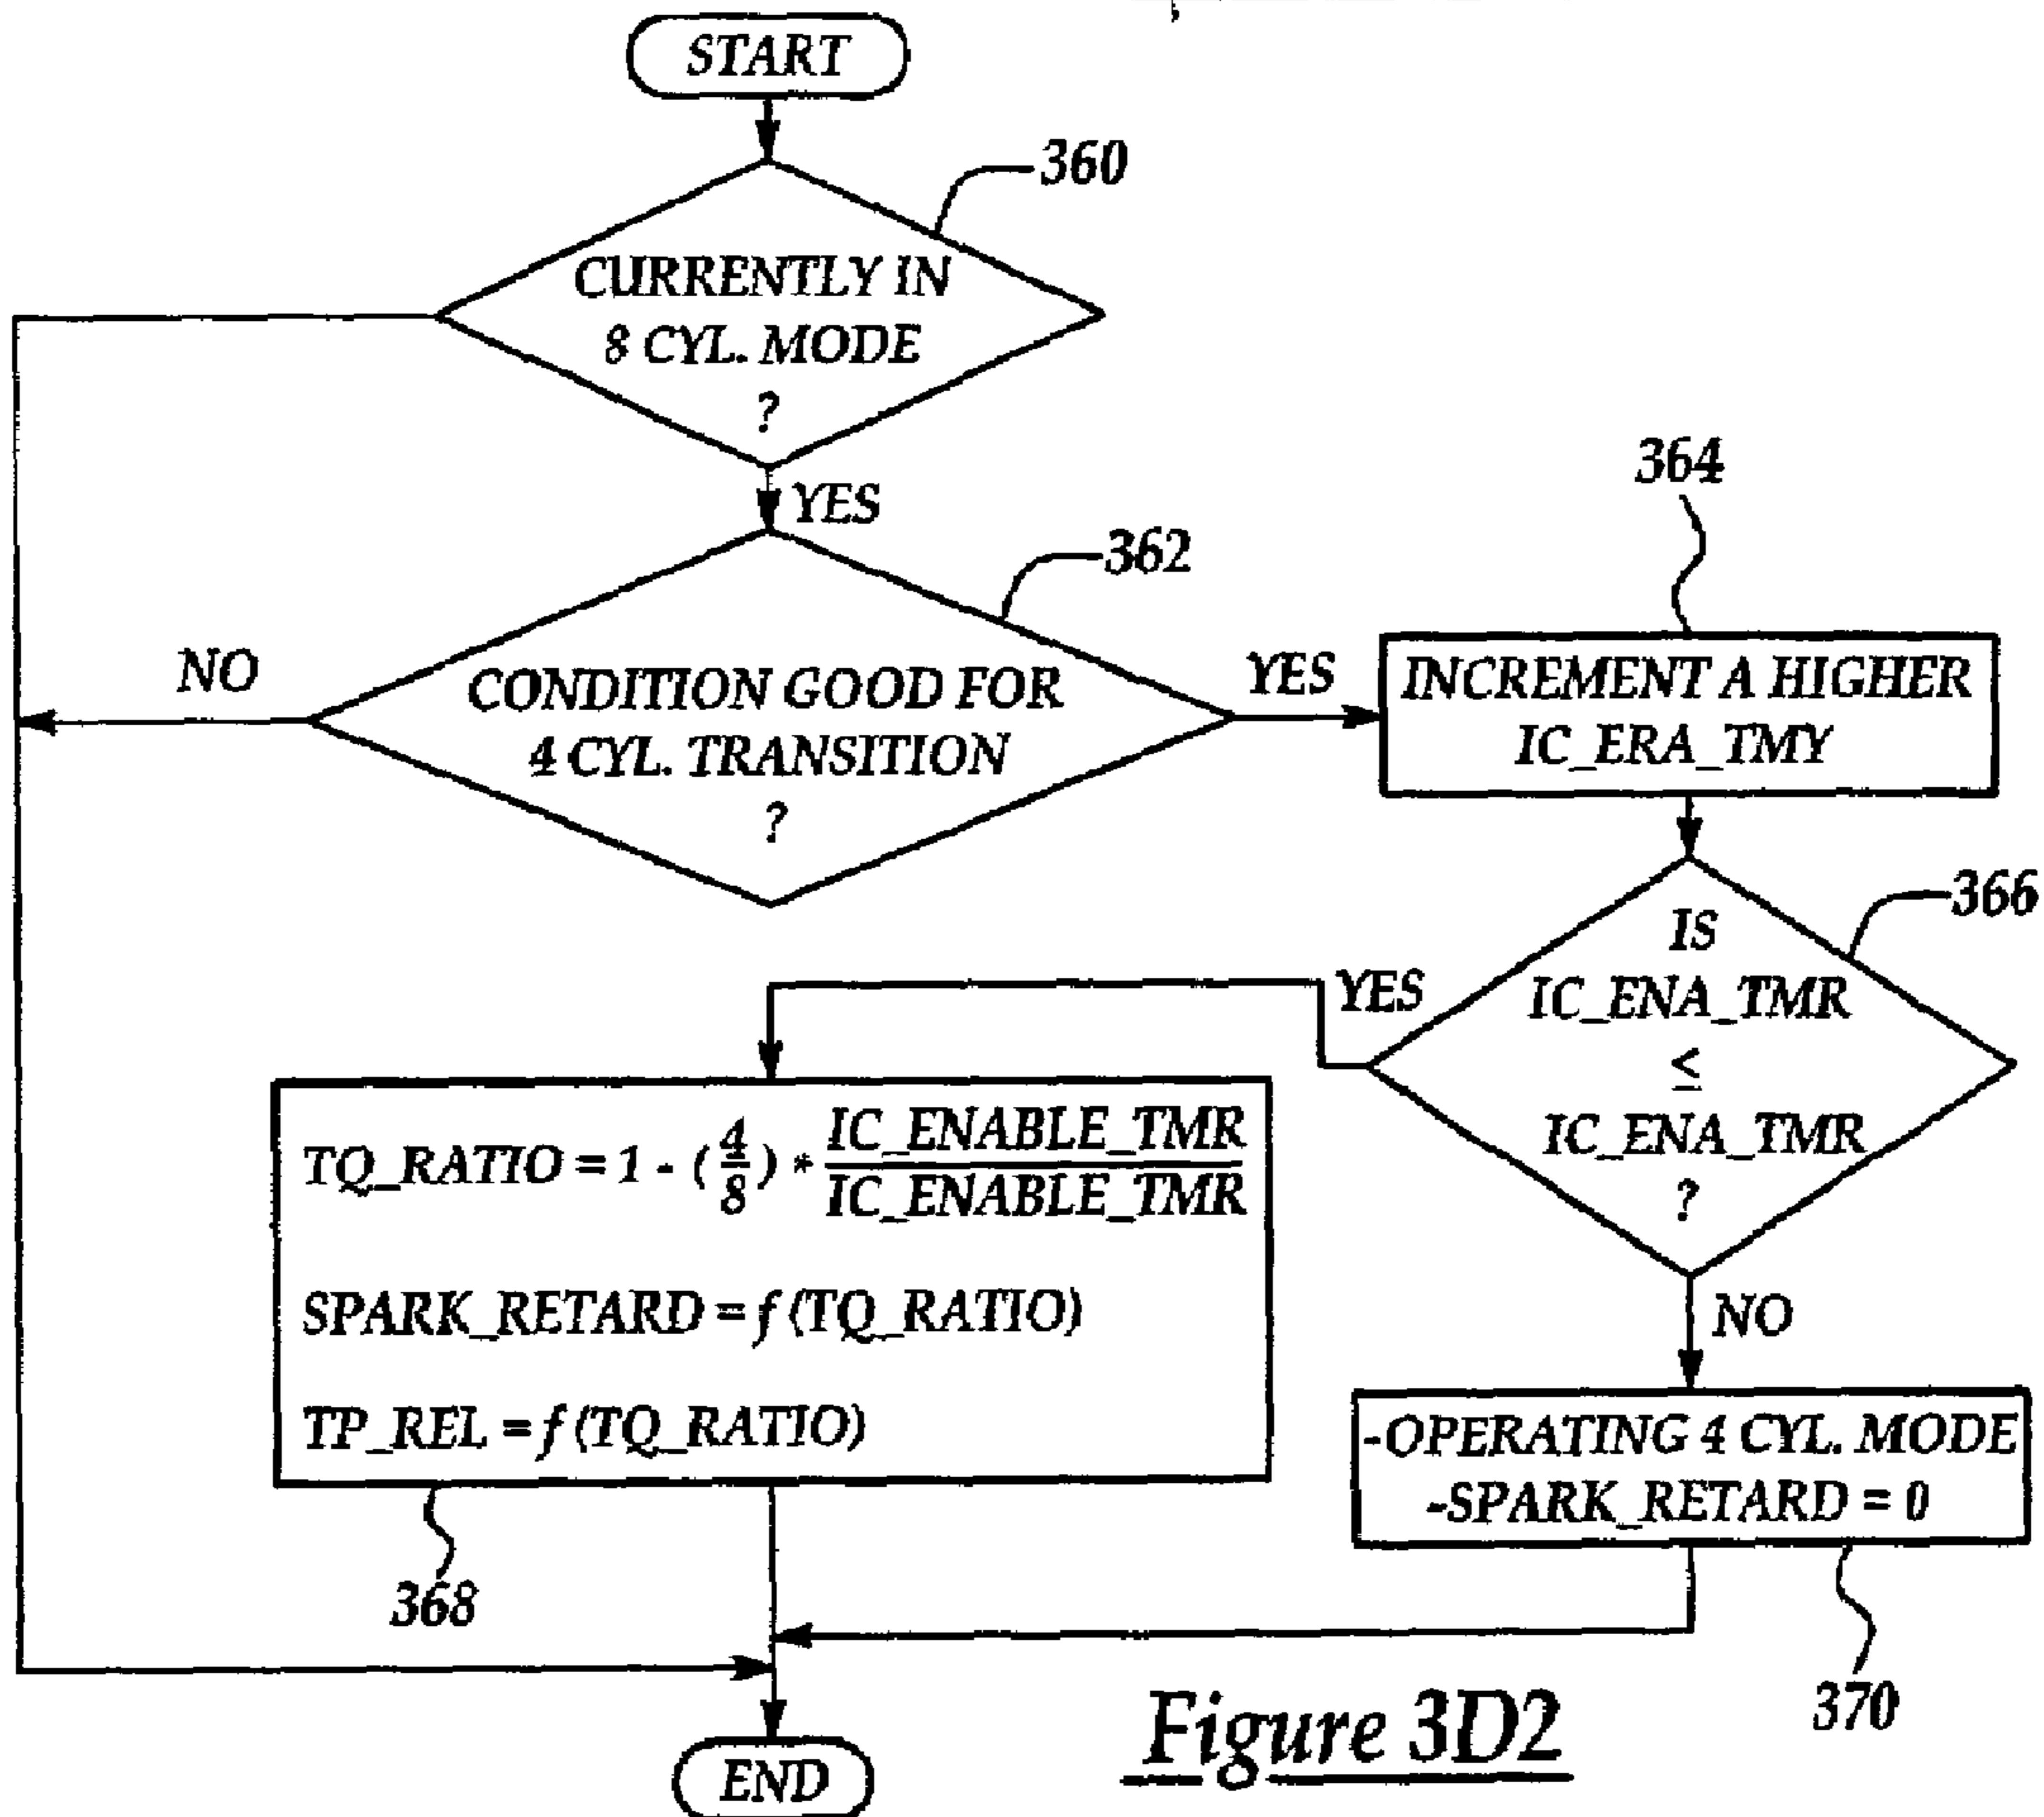 START
360
CURRENTLY IN
8 CYL. MODE
?
YES
362
364
NO
CONDITION GOOD FOR
4 CYL. TRANSITION
?
YES
INCREMENT A HIGHER
IC_ERA_TMY
366
IS
IC_ENA_TMR
≤
IC_ENA_TMR
?
YES
TQ_RATIO = 1 - (4/8) * IC_ENABLE_TMR/IC_ENABLE_TMR
SPARK_RETARD = f (TQ_RATIO)
TP_REL = f (TQ_RATIO)
NO
-OPERATING 4 CYL. MODE
-SPARK_RETARD = 0
368
370
END
Figure 3D2